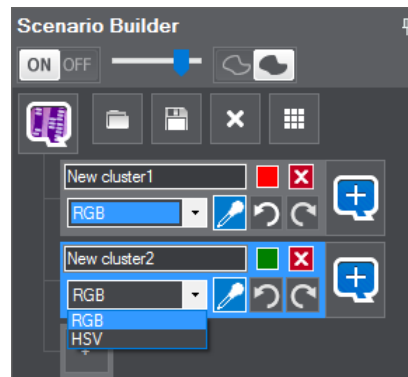 Scenario Builder
ON OFF
New cluster1
RGB
New cluster2
RGB
RGB
HSV